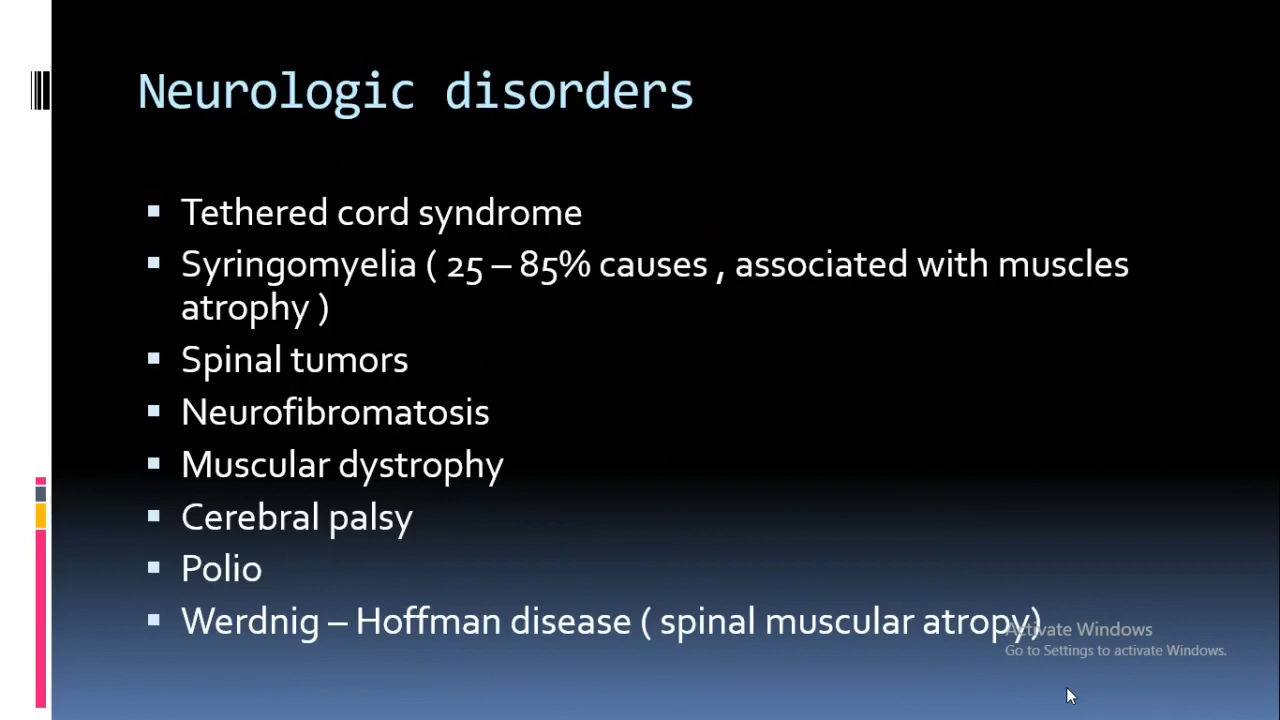 Neurologic disorders
▪ Tethered cord syndrome
▪ Syringomyelia ( 25 – 85% causes , associated with muscles
atrophy )
▪ Spinal tumors
▪ Neurofibromatosis
▪ Muscular dystrophy
▪ Cerebral palsy
▪ Polio
▪ Werdnig – Hoffman disease ( spinal muscular atropy)
Activate Windows
Go to Settings to activate Windows.